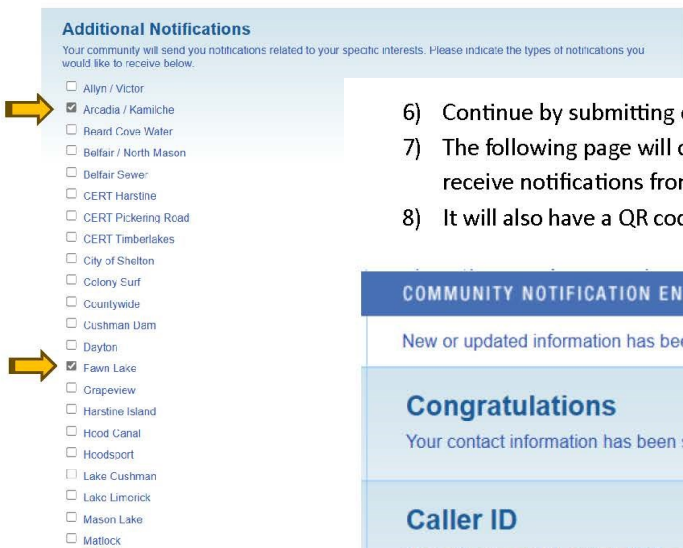 Additional Notifications
Your community will send you notifications related to your specific interests. Please indicate the types of notifications you
would like to receive below.
Allyn / Victor
Arcadia / Kamilche
Beard Cove Water
Belfair / North Mason
Belfair Sewer
CERT Harstine
CERT Pickering Road
CERT Timberlakes
City of Shelton
Colony Surf
Countywide
Cushman Dam
Dayton
Fawn Lake
Grapeview
Harstine Island
Hood Canal
Hoodsport
Lake Cushman
Lake Limerick
Mason Lake
Matlock
6) Continue by submitting
7) The following page will
receive notifications
8) It will also have a QR
COMMUNITY NOTIFICATION
New or updated information has
Congratulations
Your contact information has been
Caller ID